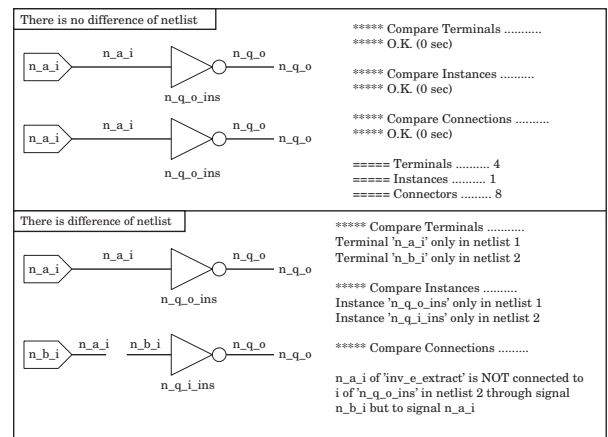 There is no difference of netlist
n_a_i
n_a_i
n_q_o
n_q_o
n_q_o_ins
n_a_i
n_a_i
n_q_o
n_q_o
n_q_o_ins
***** Compare Terminals ...........
***** O.K. (0 sec)
***** Compare Instances ..........
***** O.K. (0 sec)
***** Compare Connections ..........
***** O.K. (0 sec)
===== Terminals .......... 4
===== Instances .......... 1
===== Connectors ......... 8
There is difference of netlist
n_a_i
n_a_i
n_q_o
n_q_o
n_q_o_ins
n_b_i
n_a_i
n_b_i
n_q_o
n_q_o
n_q_i_ins
***** Compare Terminals ...........
Terminal 'n_a_i' only in netlist 1
Terminal 'n_b_i' only in netlist 2
***** Compare Instances ..........
Instance 'n_q_o_ins' only in netlist 1
Instance 'n_q_i_ins' only in netlist 2
***** Compare Connections .........
n_a_i of 'inv_e_extract' is NOT connected to
i of 'n_q_o_ins' in netlist 2 through signal
n_b_i but to signal n_a_i